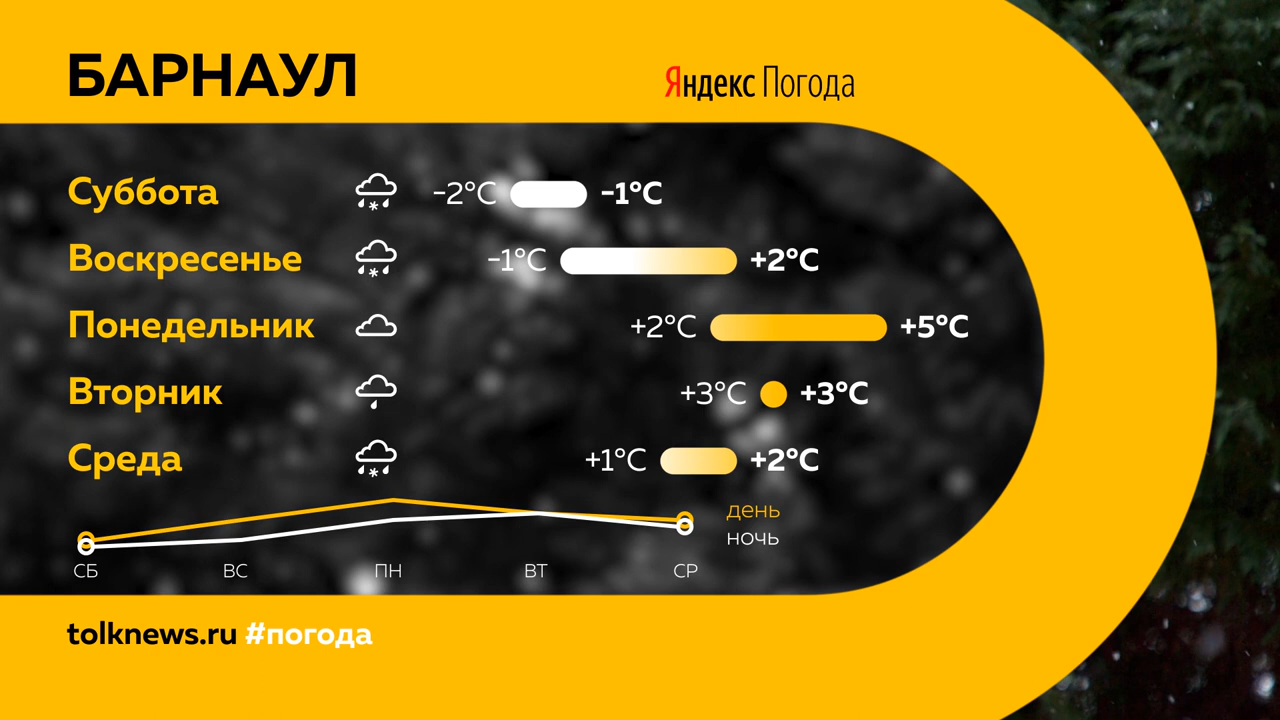 БАРНАУЛ
Яндекс Погода
Суббота -2°C -1°C
Воскресенье -1°C +2°C
Понедельник +2°C +5°C
Вторник +3°C +3°C
Среда +1°C +2°C
день
ночь
СБ ВС ПН ВТ СР
tolknews.ru #погода